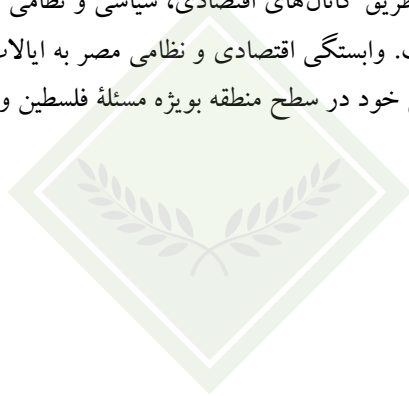 طریق کانال‌های اقتصادی، سیاسی و نظامی
. وابستگی اقتصادی و نظامی مصر به ایالا
خود در سطح منطقه بویژه مسئلهٔ فلسطین و